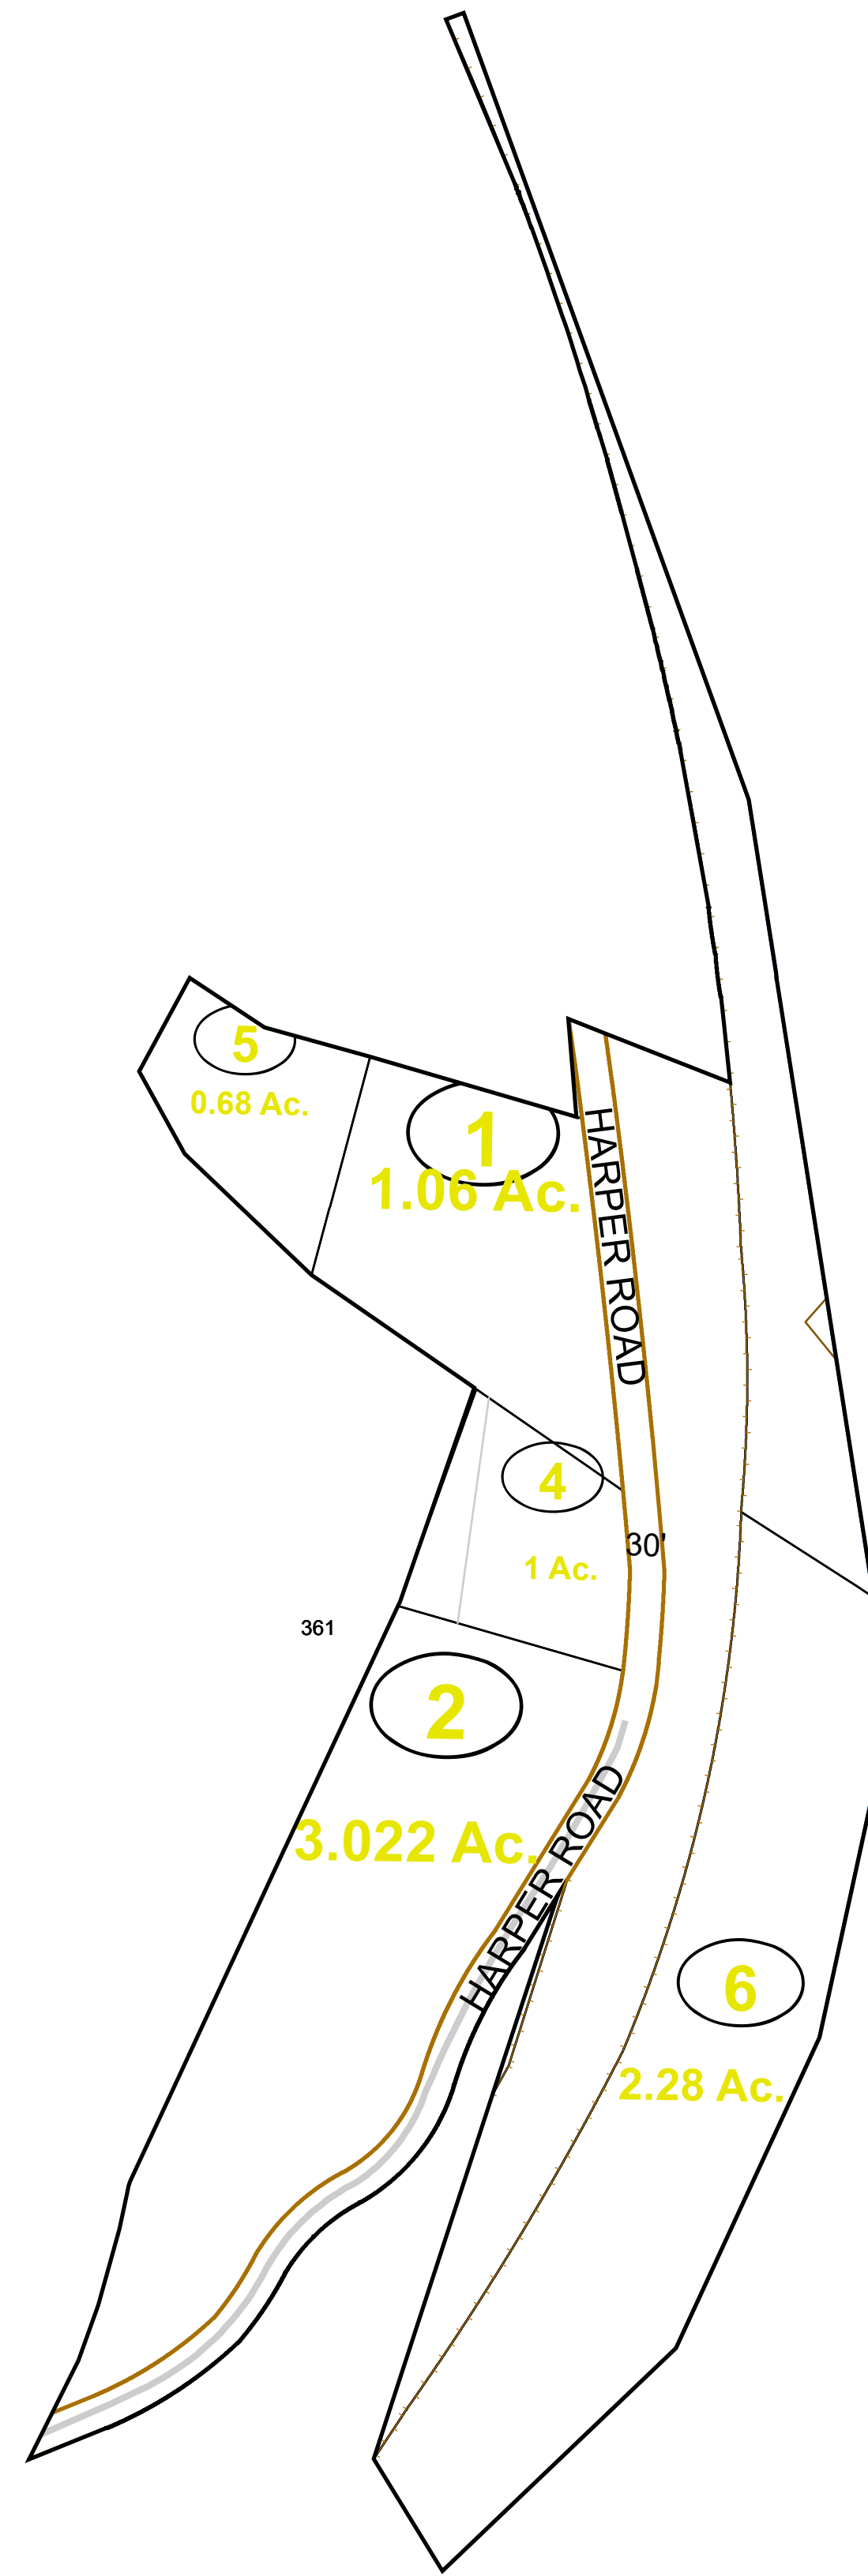 5
0.68 Ac.
1
1.06 Ac.
HARPER ROAD
4
30'
1 Ac.
361
2
3.022 Ac.
HARPER ROAD
6
2.28 Ac.